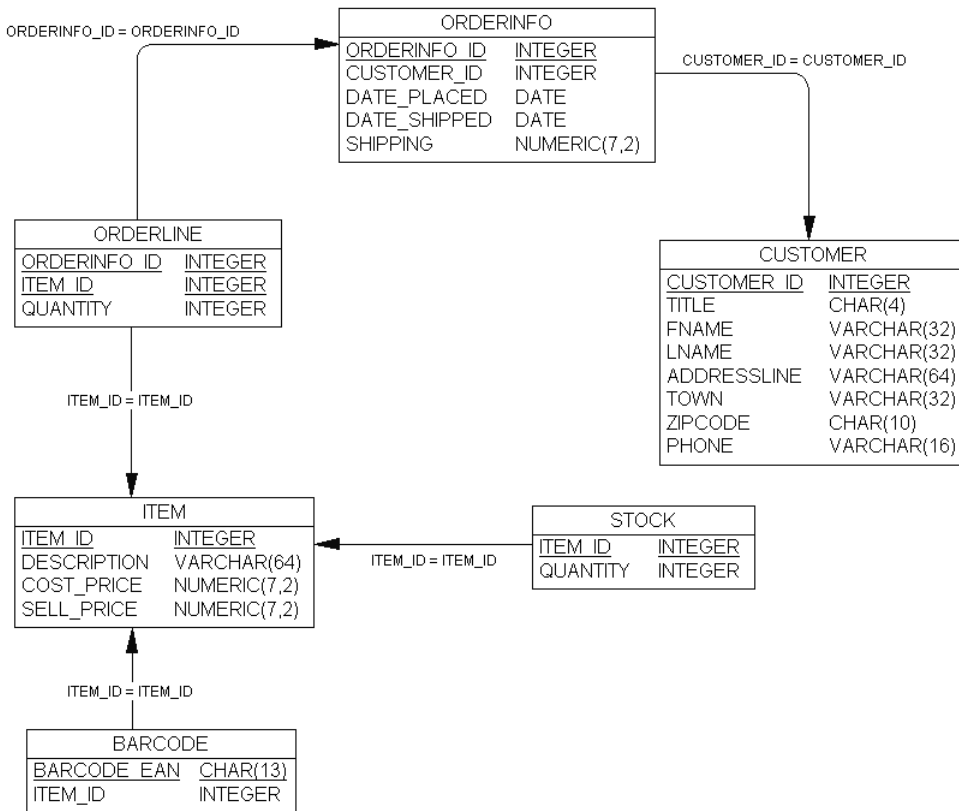 ORDERINFO
ORDERINFO_ID = ORDERINFO_ID
ORDERINFO_ID INTEGER
CUSTOMER_ID INTEGER
DATE_PLACED DATE
DATE_SHIPPED DATE
SHIPPING NUMERIC(7,2)
CUSTOMER_ID = CUSTOMER_ID
ORDERLINE
ORDERINFO_ID INTEGER
ITEM_ID INTEGER
QUANTITY INTEGER
CUSTOMER
CUSTOMER_ID INTEGER
TITLE CHAR(4)
FNAME VARCHAR(32)
LNAME VARCHAR(32)
ADDRESSLINE VARCHAR(64)
TOWN VARCHAR(32)
ZIPCODE CHAR(10)
PHONE VARCHAR(16)
ITEM_ID = ITEM_ID
ITEM
ITEM_ID INTEGER
DESCRIPTION VARCHAR(64)
COST_PRICE NUMERIC(7,2)
SELL_PRICE NUMERIC(7,2)
STOCK
ITEM_ID INTEGER
QUANTITY INTEGER
ITEM_ID = ITEM_ID
ITEM_ID = ITEM_ID
BARCODE
BARCODE_EAN CHAR(13)
ITEM_ID INTEGER